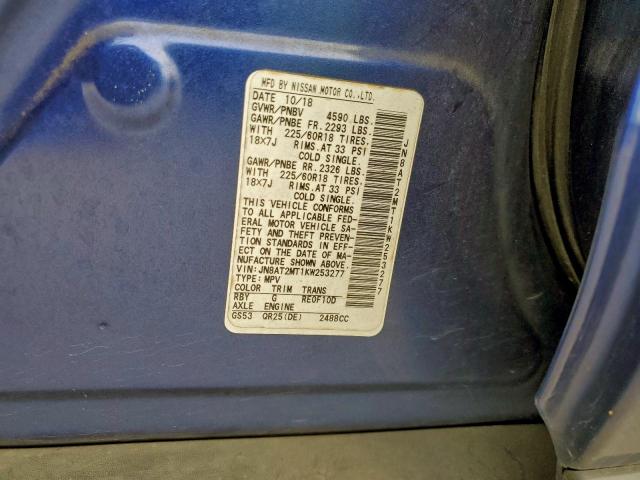 MFD BY NISSAN MOTOR CO.,LTD.
DATE 10/18
GVWR/PNBV 4590 LBS.
GAWR/PNBE FR. 2293 LBS.
WITH 225/60R18 TIRES.
18X7J RIMS. AT 33 PSI
COLD SINGLE.
GAWR/PNBE RR. 2326 LBS.
WITH 225/60R18 TIRES.
18X7J RIMS. AT 33 PSI
COLD SINGLE.
THIS VEHICLE CONFORMS
TO ALL APPLICABLE FED-
ERAL MOTOR VEHICLE SA-
FETY AND THEFT PREVEN-
TION STANDARDS IN EFF-
ECT ON THE DATE OF MA-
NUFACTURE SHOWN ABOVE.
VIN: JN8AT2MT1KW253277
TYPE: MPV
COLOR TRIM TRANS
RBY G RE0F10D
AXLE ENGINE
GS53 QR25(DE) 2488CC
JN8AT2MT1KW253277